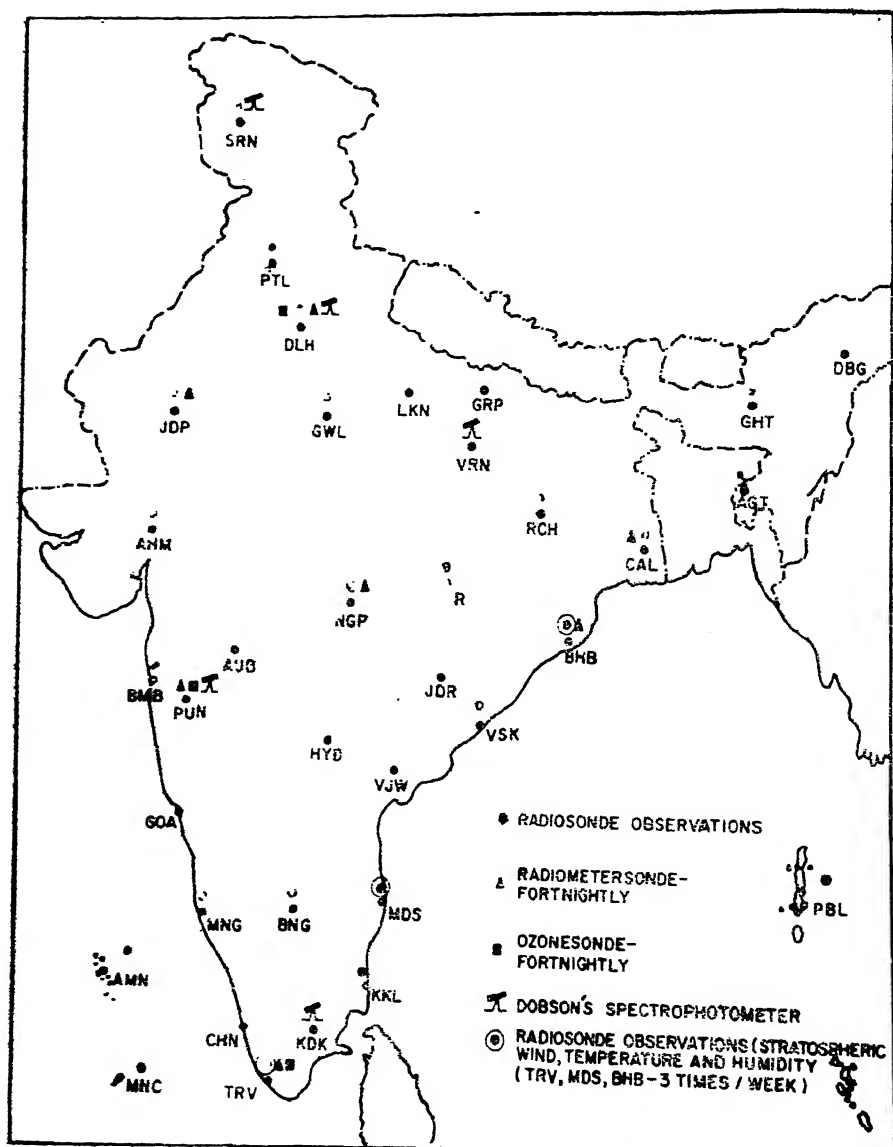 SRN
PTL
DLH
DBG
JDP
GWL
LKN
GRP
GHT
VRN
AGT
RCH
AHM
CAL
R
NGP
BHB
AUB
BMB
PUN
JDR
VSK
HYD
VJW
GOA
RADIOSONDE OBSERVATIONS
RADIOMETERSONDE-
FORTNIGHTLY
PBL
MDS
MNG
BNG
OZONESONDE-
FORTNIGHTLY
AMN
KKL
DOBSON'S SPECTROPHOTOMETER
CHN
KDK
RADIOSONDE OBSERVATIONS (STRATOSPHERIC
WIND, TEMPERATURE AND HUMIDITY
(TRV, MDS, BHB-3 TIMES / WEEK)
MNC
TRV